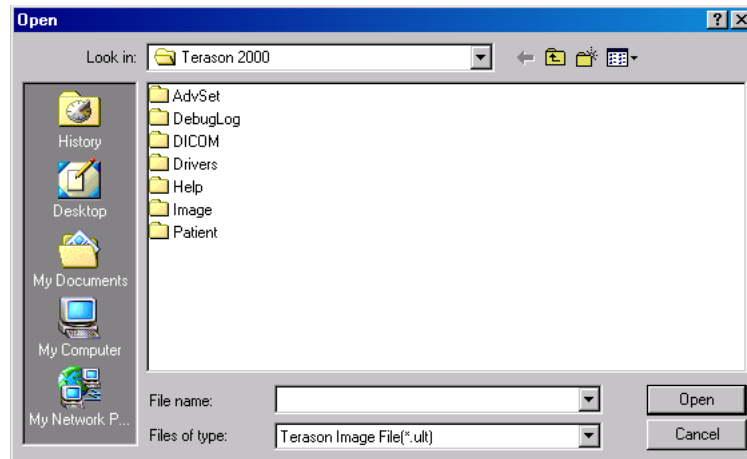 Open
Look in: Terason 2000
History
Desktop
My Documents
My Computer
My Network P...
AdvSet
DebugLog
DICOM
Drivers
Help
Image
Patient
File name:
Open
Files of type: Terason Image File(*.ult)
Cancel